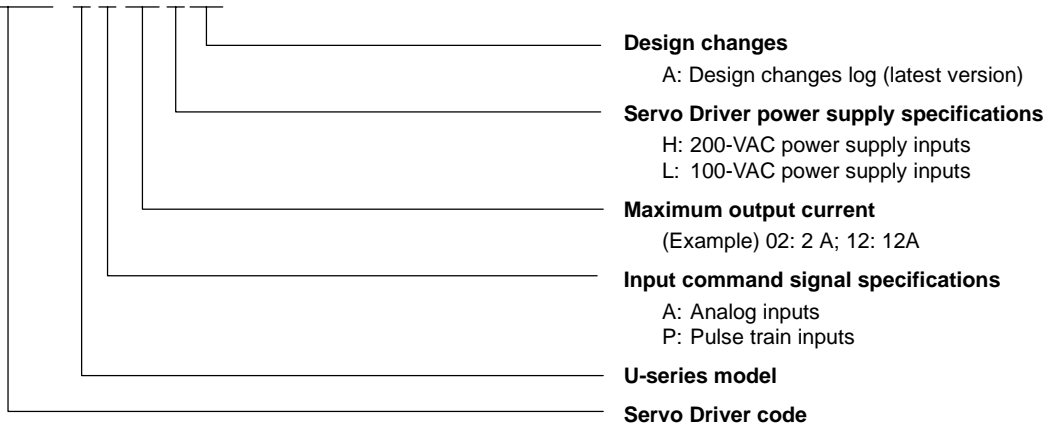 Design changes
A: Design changes log (latest version)
Servo Driver power supply specifications
H: 200-VAC power supply inputs
L: 100-VAC power supply inputs
Maximum output current
(Example) 02: 2 A; 12: 12A
Input command signal specifications
A: Analog inputs
P: Pulse train inputs
U-series model
Servo Driver code